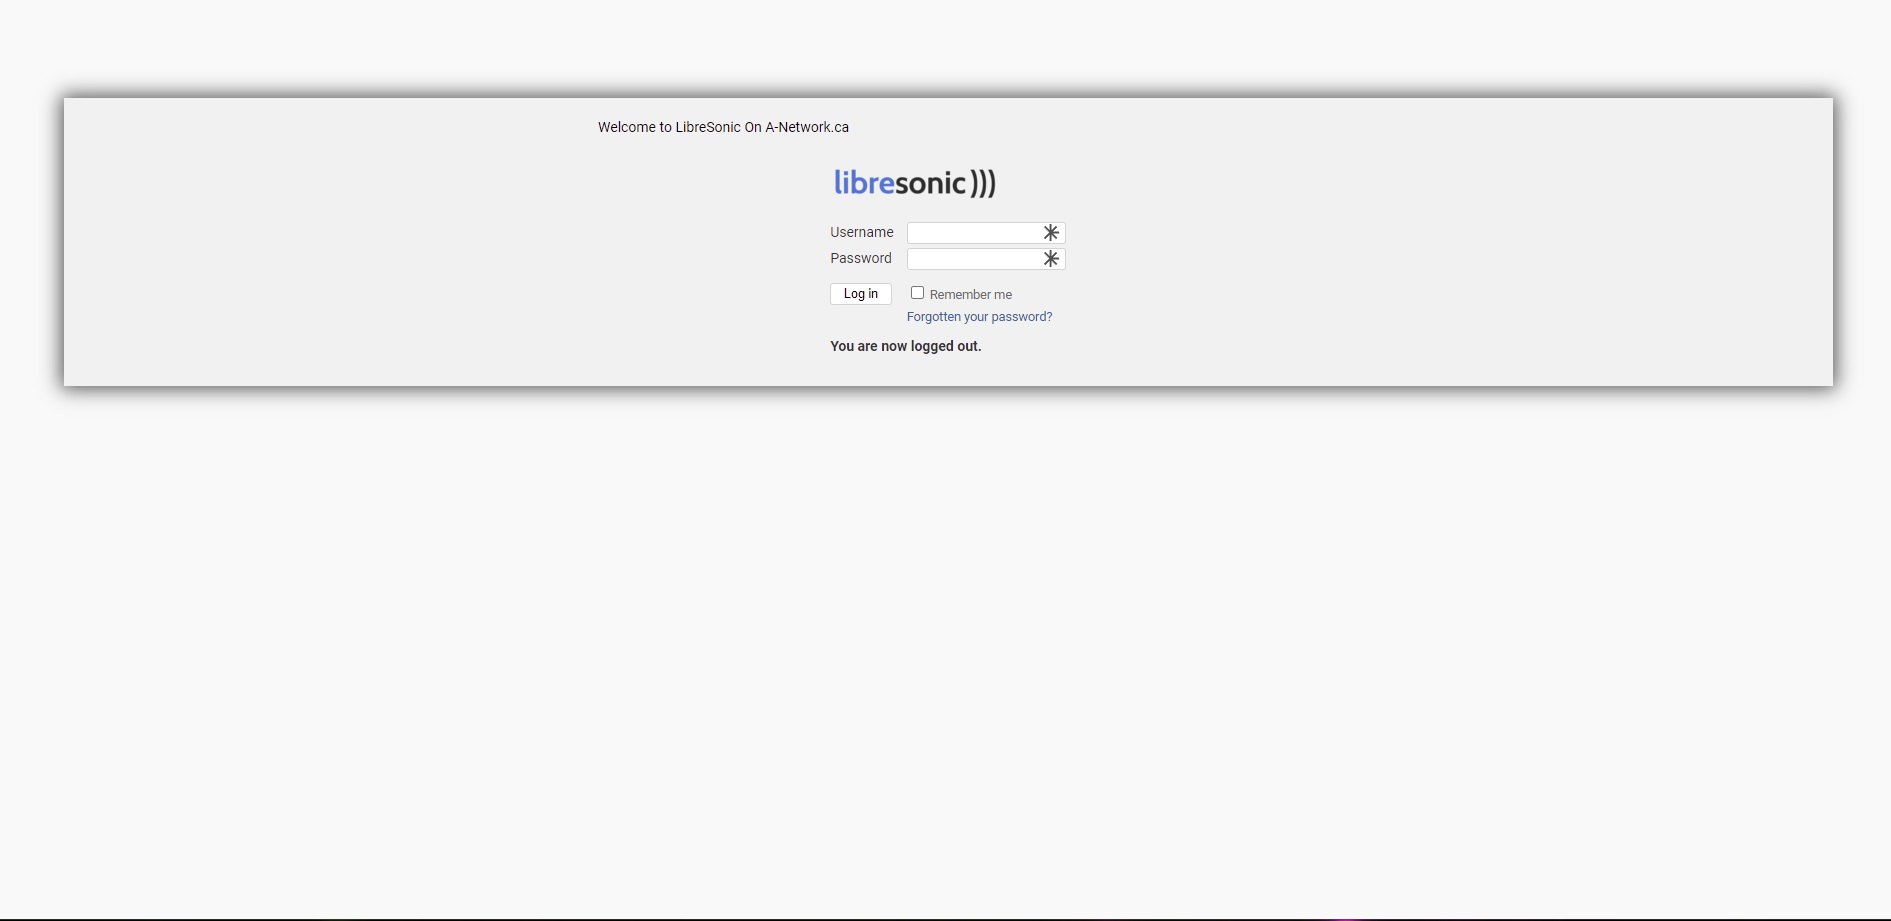 Welcome to LibreSonic On A-Network.ca
libresonic)))
Username
Password
Log in Remember me
Forgotten your password?
You are now logged out.